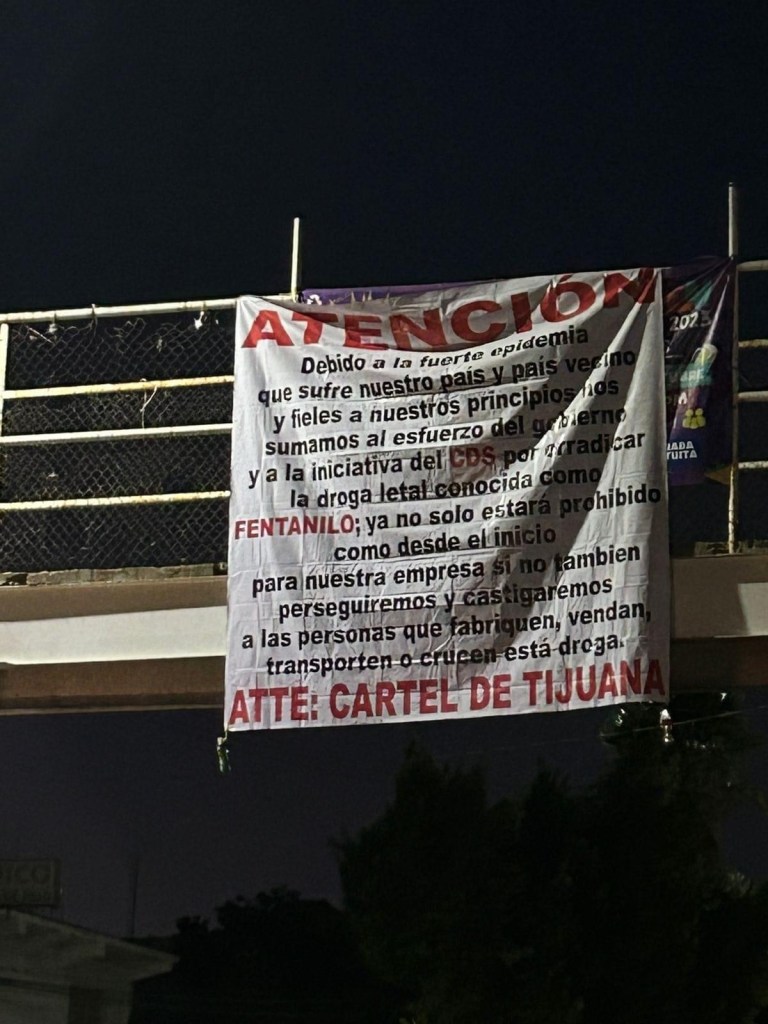 ATENCIÓN
Debido a la fuerte epidemia
que sufre nuestro país y país vecino
y fieles a nuestros principios nos
sumamos al esfuerzo del gobierno
y a la iniciativa del CDS por erradicar
la droga letal conocida como
FENTANILO; ya no solo estará prohibido
como desde el inicio
para nuestra empresa si no tambien
perseguiremos y castigaremos
a las personas que fabriquen, vendan,
transporten o crucen está droga.
ATTE: CARTEL DE TIJUANA
2023